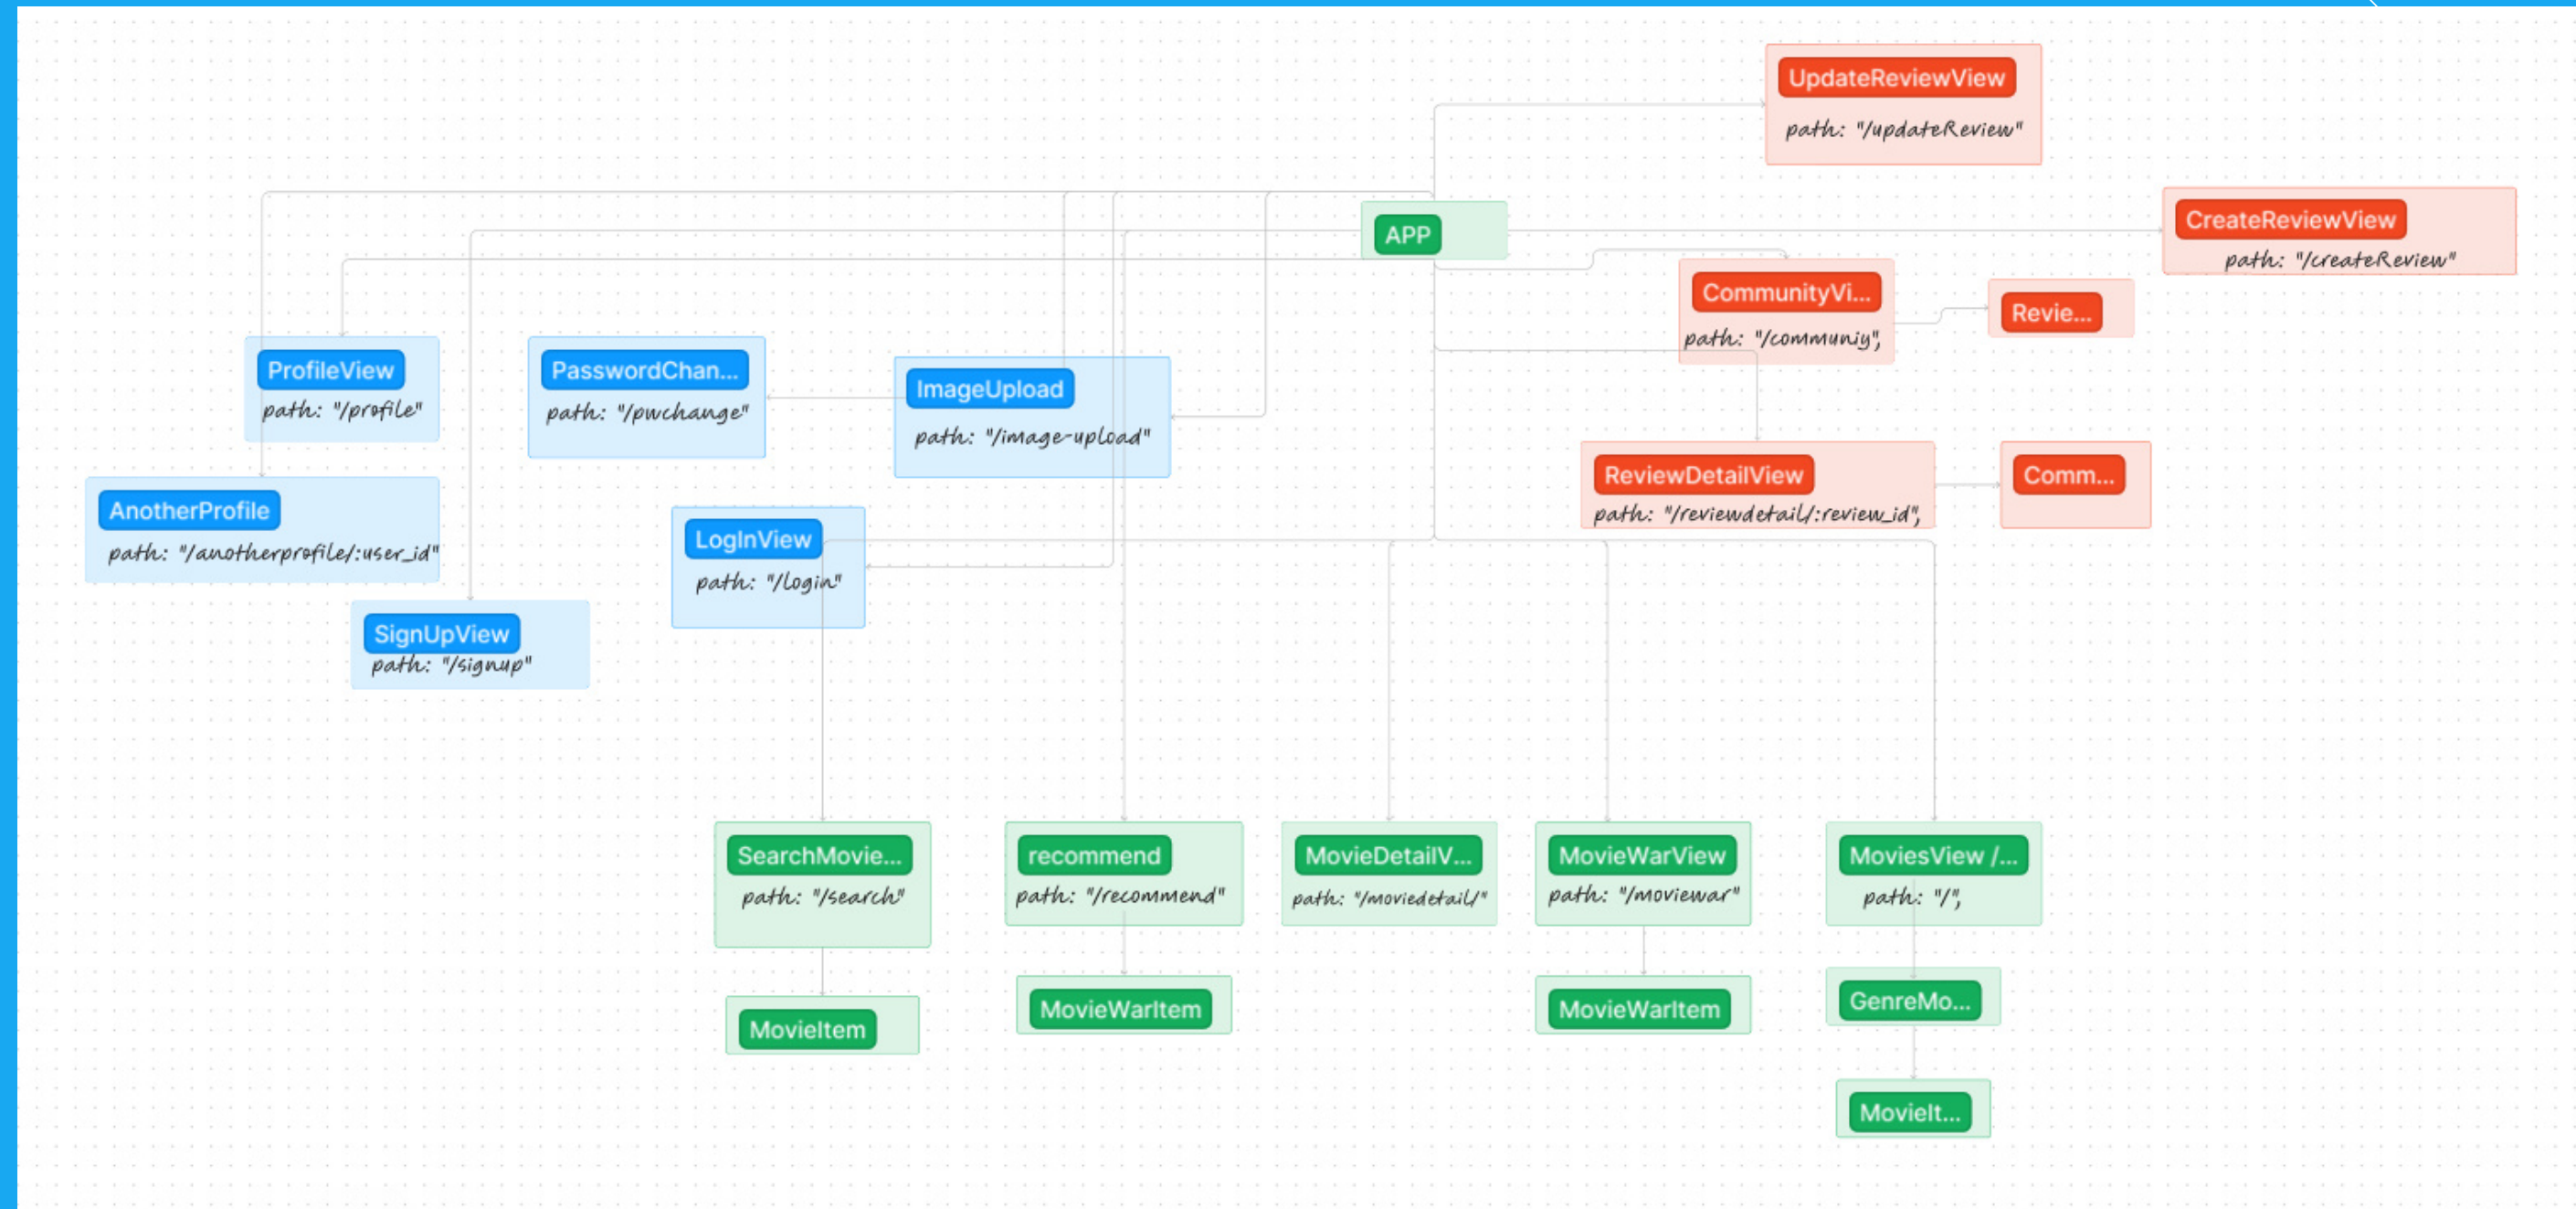 UpdateReviewView
path: "/updateReview"
APP
CreateReviewView
path: "/createReview"
CommunityVi...
path: "/communiy",
Revie...
ProfileView
path: "/profile"
PasswordChan...
path: "/pwchange"
ImageUpload
path: "/image-upload"
ReviewDetailView
path: "/reviewdetail/:review_id",
Comm...
AnotherProfile
path: "/anotherprofile/:user_id"
LogInView
path: "/login"
SignUpView
path: "/signup"
SearchMovie...
path: "/search"
recommend
path: "/recommend"
MovieDetailV...
path: "/moviedetail/"
MovieWarView
path: "/moviewar"
MoviesView /...
path: "/",
MovieItem
MovieWarItem
MovieWarItem
GenreMo...
MovieIt...